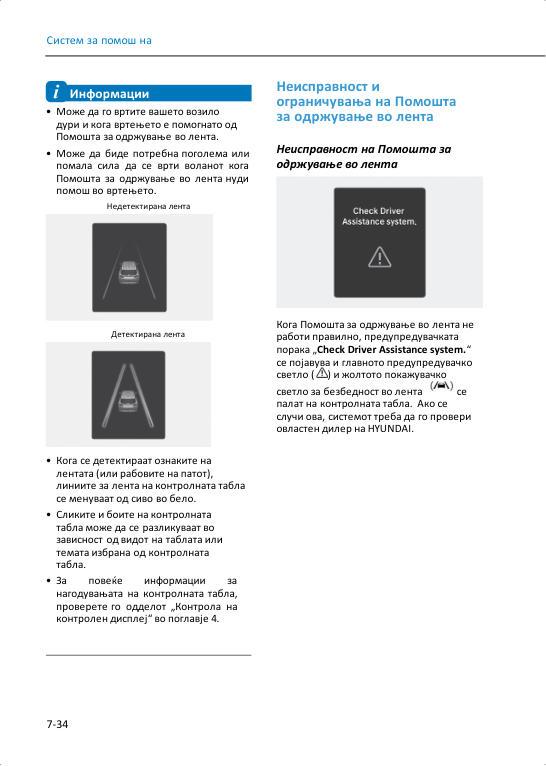 Систем за помош на
i Информации
• Може да го вртите вашето возило
дури и кога вртењето е помогнато од
Помошта за одржување во лента.
• Може да биде потребна поголема или
помала сила да се врти воланот кога
Помошта за одржување во лента нуди
помош во вртењето.
Недетектирана лента
Детектирана лента
• Кога се детектираат ознаките на
лентата (или рабовите на патот),
линиите за лента на контролната табла
се менуваат од сиво во бело.
• Сликите и боите на контролната
табла може да се разликуваат во
зависност од видот на таблата или
темата избрана од контролната
табла.
• За повеќе информации за
нагодувањата на контролната табла,
проверете го одделот „Контрола на
контролен дисплеј“ во поглавје 4.
Неисправност и
ограничувања на Помошта
за одржување во лента
Неисправност на Помошта за
одржување во лента
Check Driver
Assistance system.
Кога Помошта за одржување во лента не
работи правилно, предупредувачката
порака „Check Driver Assistance system.“
се појавува и главното предупредувачко
светло (⚠) и жолтото покажувачко
светло за безбедност во лента ( ) се
палат на контролната табла. Ако се
случи ова, системот треба да го провери
овластен дилер на HYUNDAI.
7-34